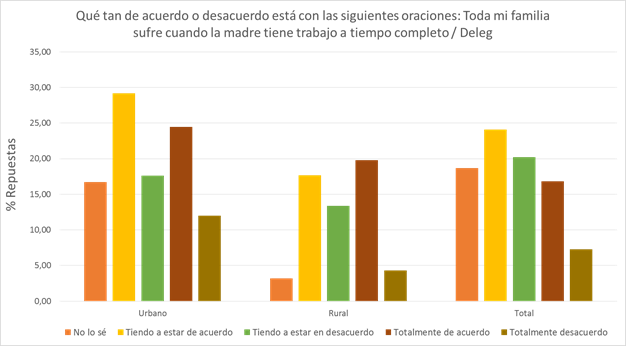 Qué tan de acuerdo o desacuerdo está con las siguientes oraciones: Toda mi familia
sufre cuando la madre tiene trabajo a tiempo completo / Deleg
% Repuestas
35,00
30,00
25,00
20,00
15,00
10,00
5,00
0,00
Urbano Rural Total
No lo sé Tiendo a estar de acuerdo Tiendo a estar en desacuerdo Totalmente de acuerdo Totalmente desacuerdo